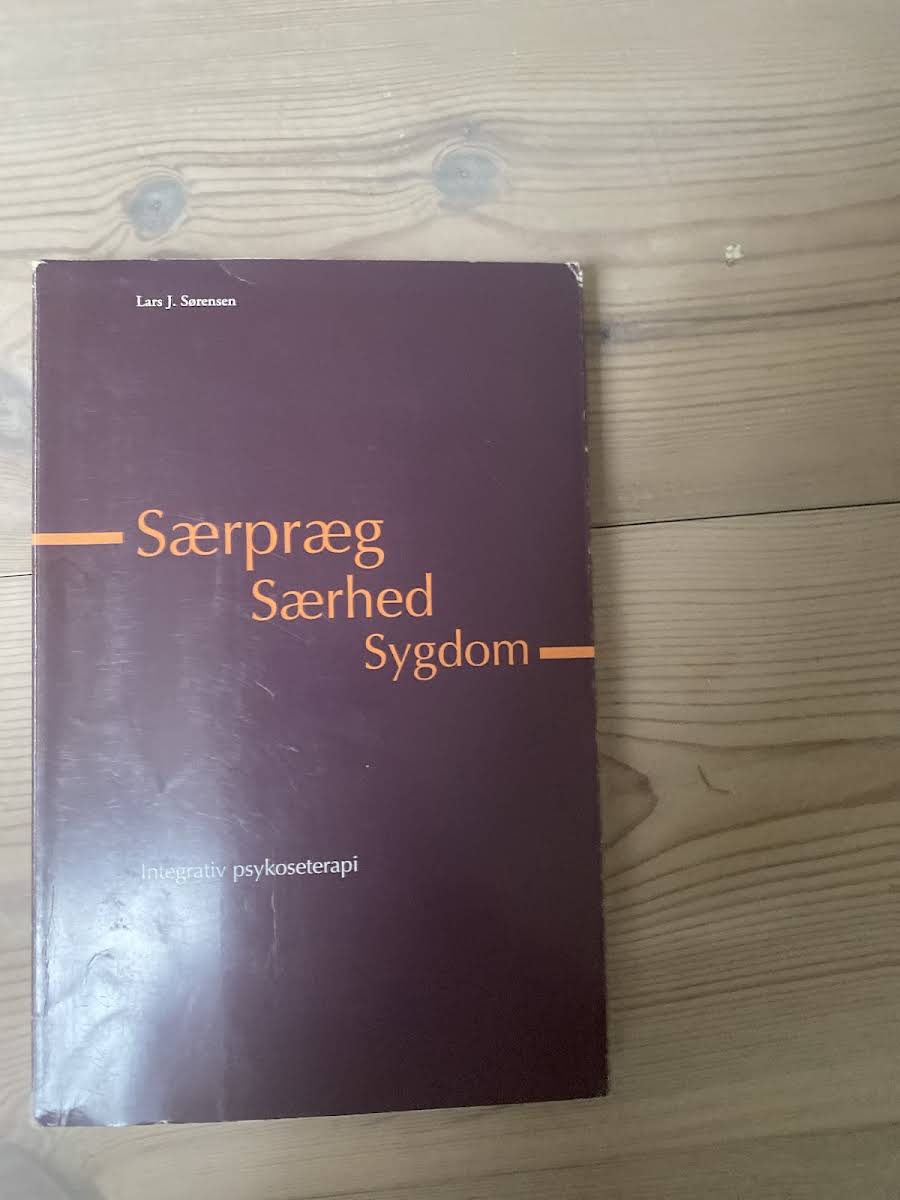 Lars J. Sørensen
Særpræg
Særhed
Sygdom
Integrativ psykoseterapi